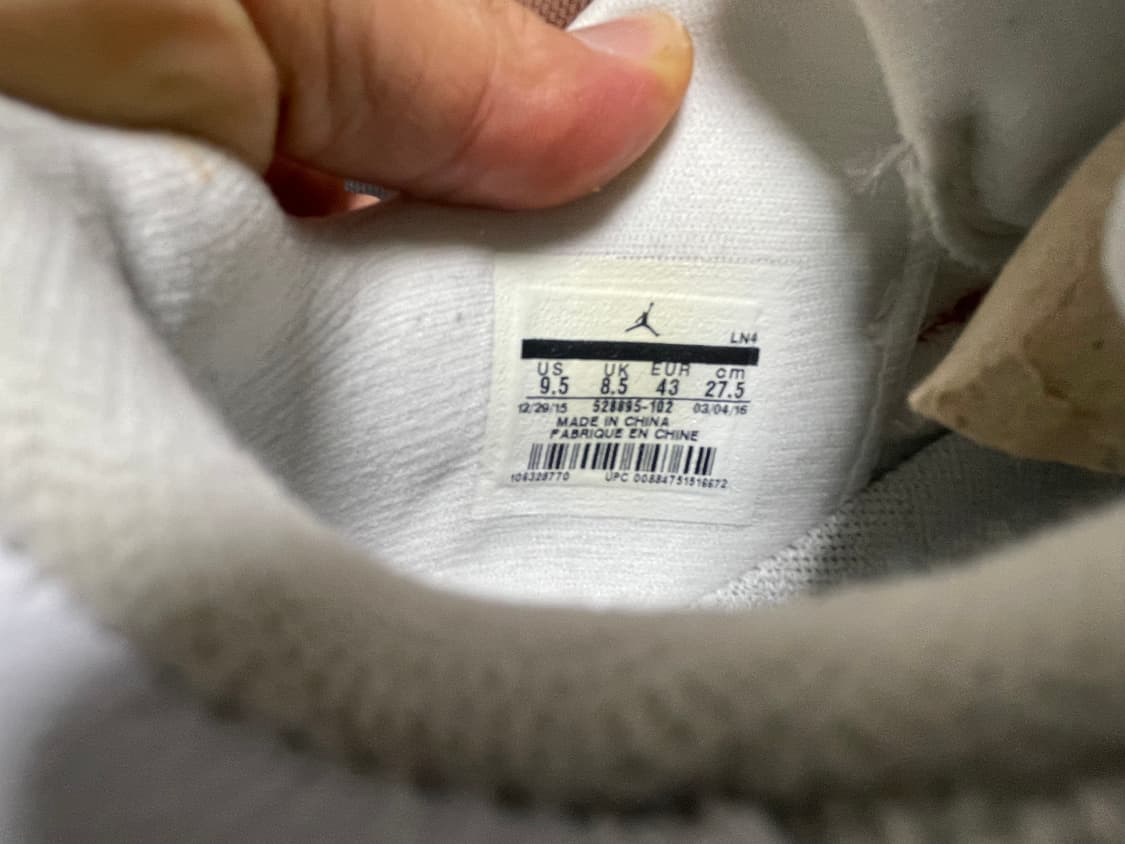 LN4
US UK EUR cm
9.5 8.5 43 27.5
12/29/15 528895-102 03/04/16
MADE IN CHINA
FABRIQUE EN CHINE
106328770 UPC 00884751516672